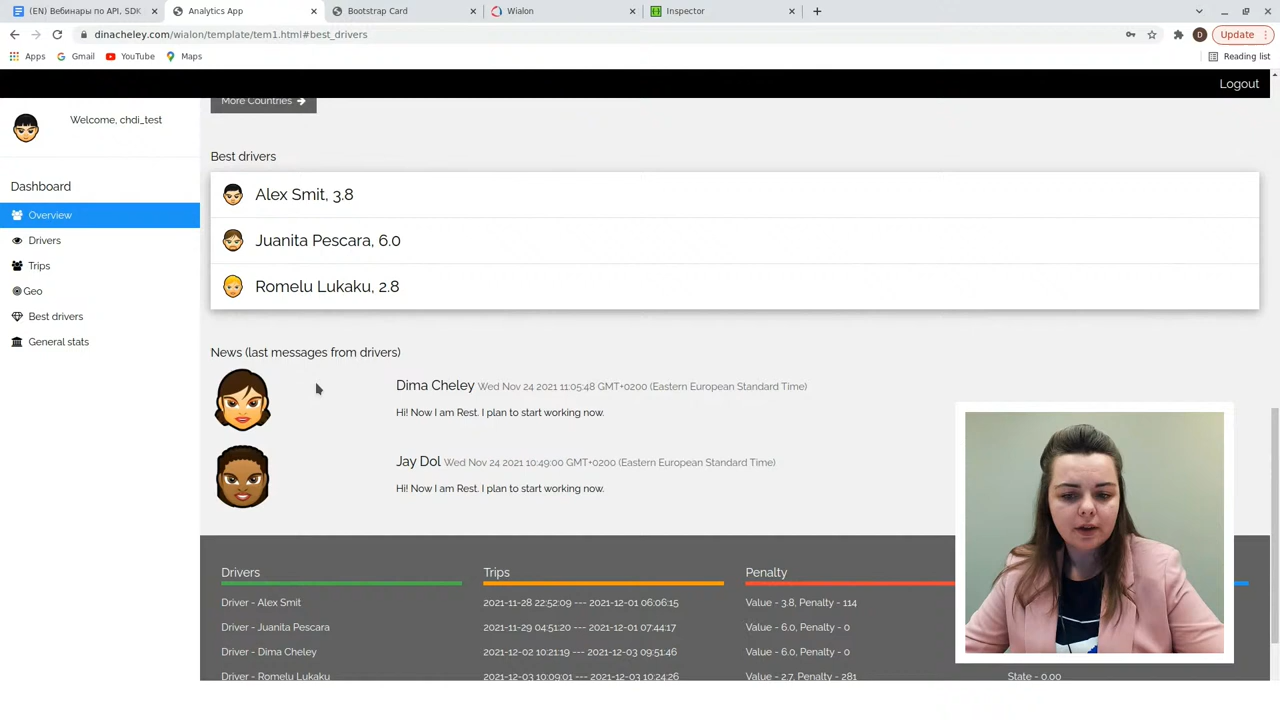 (EN) Вебинары по API, SDK
Analytics App
Bootstrap Card
Wialon
Inspector
dinacheley.com/wialon/template/tem1.html#best_drivers
D
Update
Apps
Gmail
YouTube
Maps
Reading list
Logout
Welcome, chdi_test
Dashboard
Overview
Drivers
Trips
Geo
Best drivers
General stats
More Countries
Best drivers
Alex Smit, 3.8
Juanita Pescara, 6.0
Romelu Lukaku, 2.8
News (last messages from drivers)
Dima Cheley Wed Nov 24 2021 11:05:48 GMT+0200 (Eastern European Standard Time)
Hi! Now I am Rest. I plan to start working now.
Jay Dol Wed Nov 24 2021 10:49:00 GMT+0200 (Eastern European Standard Time)
Hi! Now I am Rest. I plan to start working now.
Drivers
Driver - Alex Smit
Driver - Juanita Pescara
Driver - Dima Cheley
Driver - Romelu Lukaku
Trips
2021-11-28 22:52:09 --- 2021-12-01 06:06:15
2021-11-29 04:51:20 --- 2021-12-01 07:44:17
2021-12-02 10:21:19 --- 2021-12-03 09:51:46
2021-12-03 10:09:01 --- 2021-12-03 10:24:26
Penalty
Value - 3.8, Penalty - 114
Value - 6.0, Penalty - 0
Value - 6.0, Penalty - 0
Value - 2.7, Penalty - 281
State - 0.00